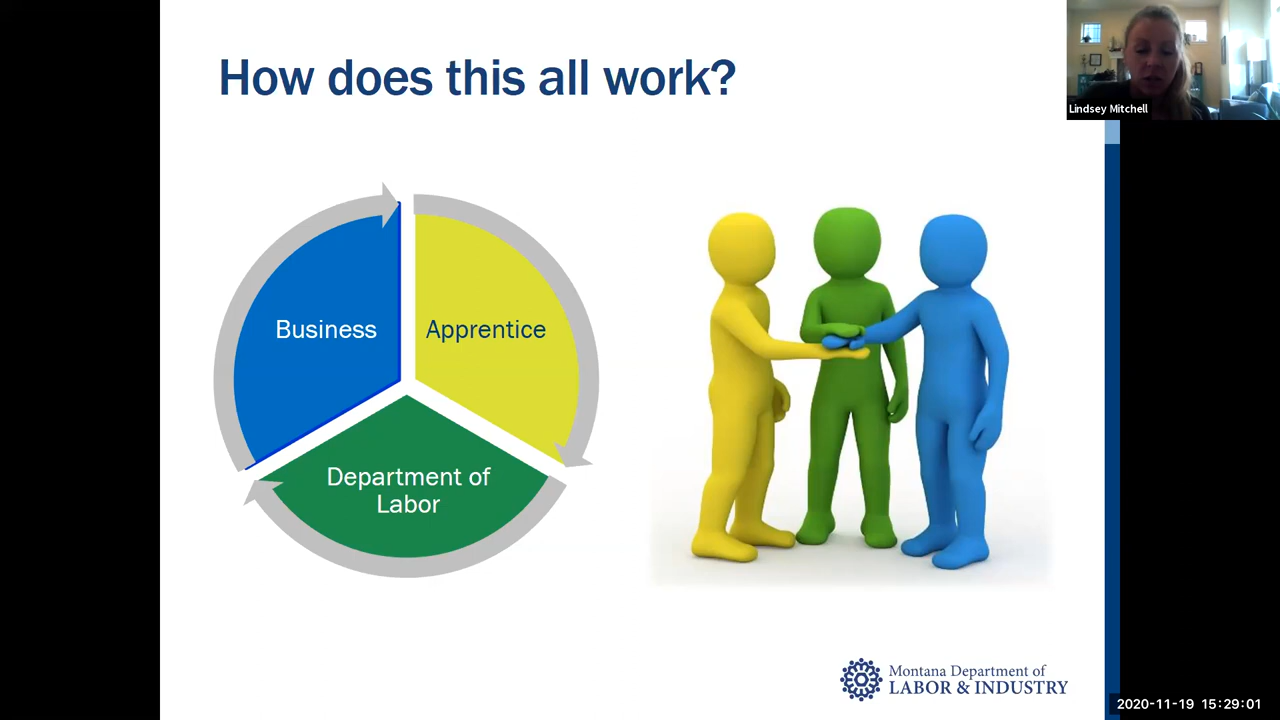 How does this all work?
Lindsey Mitchell
Business
Apprentice
Department of
Labor
Montana Department of
LABOR & INDUSTRY
2020-11-19 15:29:01